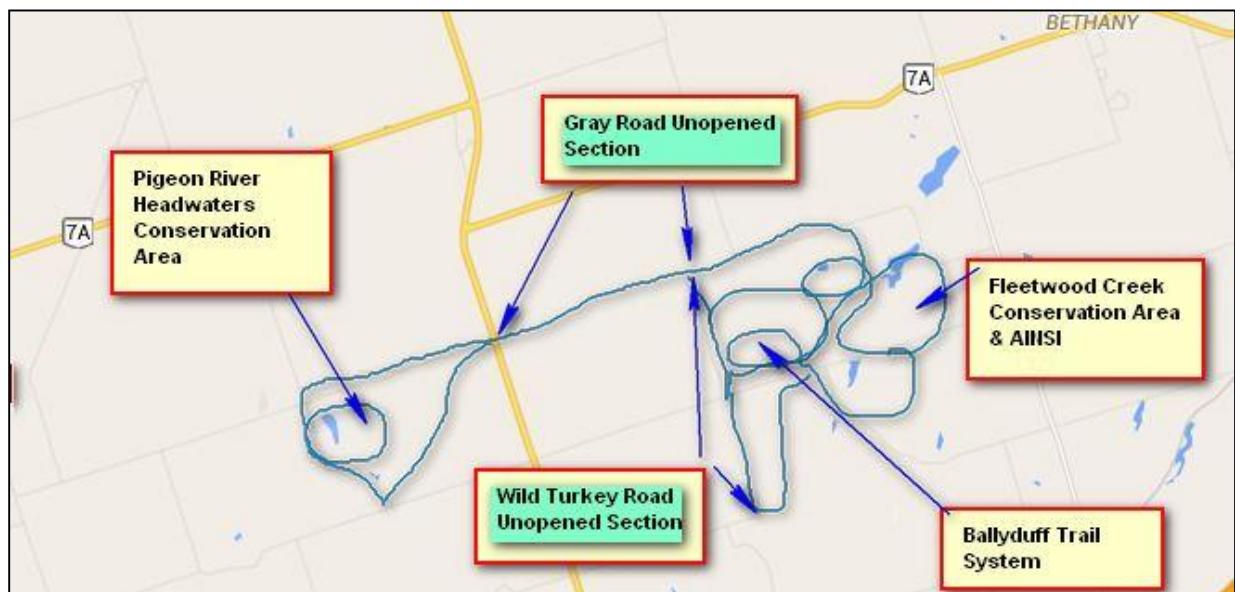 BETHANY
7A
Gray Road Unopened
Section
Pigeon River
Headwaters
Conservation
Area
7A
Fleetwood Creek
Conservation Area
& AINSI
Wild Turkey Road
Unopened Section
Ballyduff Trail
System